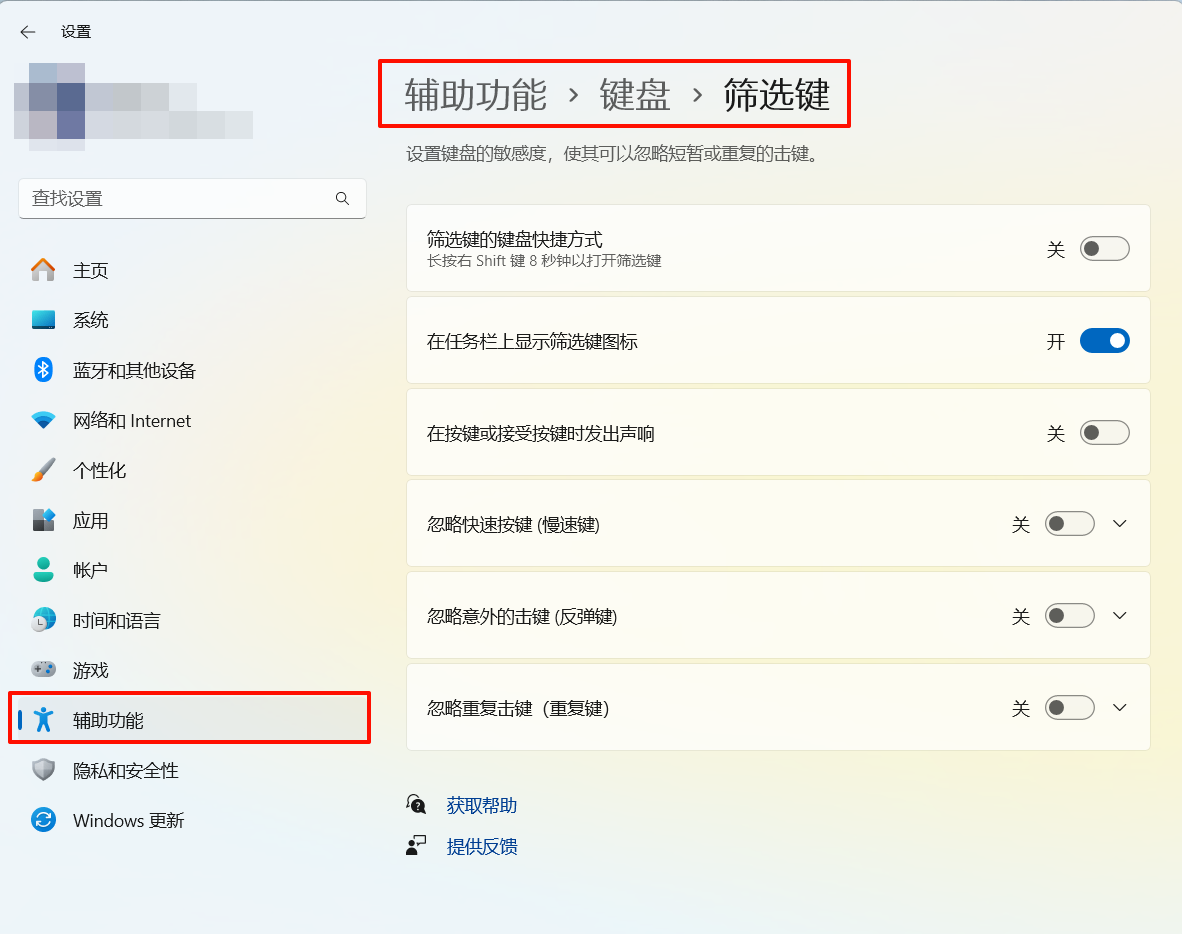 设置
辅助功能 › 键盘 › 筛选键
设置键盘的敏感度，使其可以忽略短暂或重复的击键。
查找设置
主页
系统
蓝牙和其他设备
网络和 Internet
个性化
应用
帐户
时间和语言
游戏
辅助功能
隐私和安全性
Windows 更新
筛选键的键盘快捷方式
长按右 Shift 键 8 秒钟以打开筛选键
关
在任务栏上显示筛选键图标
开
在按键或接受按键时发出声响
关
忽略快速按键 (慢速键)
关
忽略意外的击键 (反弹键)
关
忽略重复击键（重复键）
关
获取帮助
提供反馈